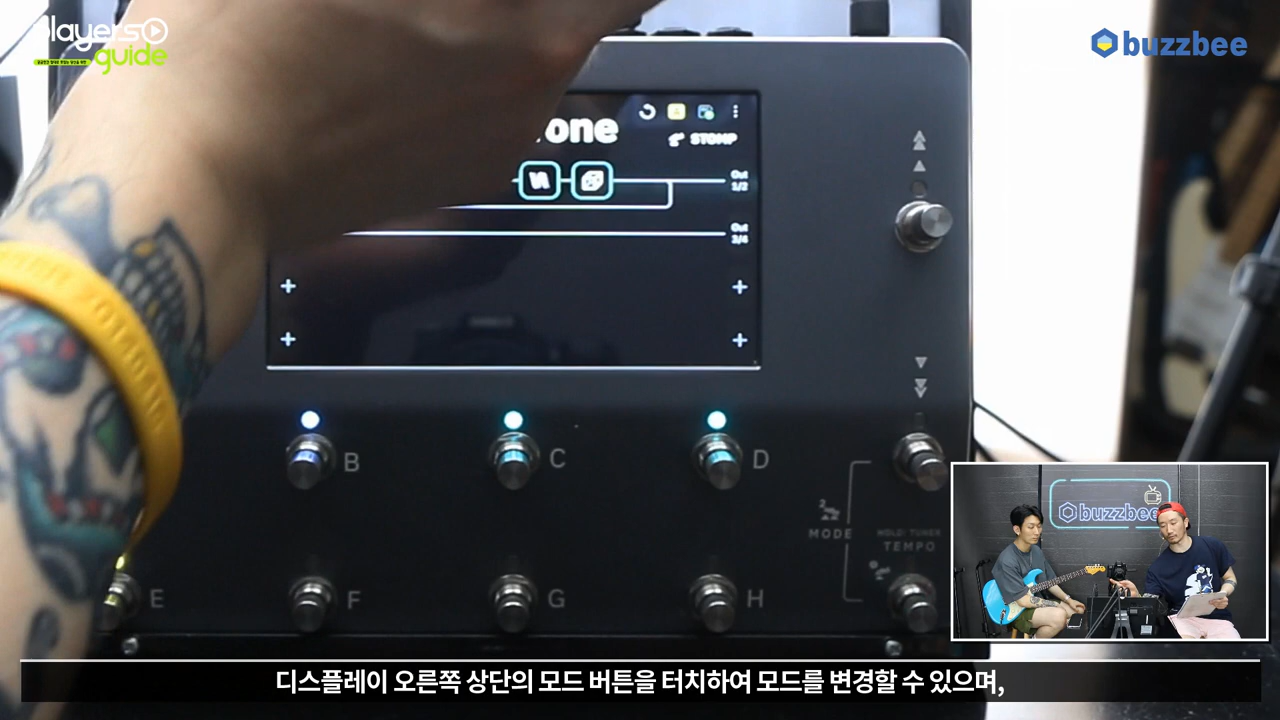 players
guide
buzzbee
one
STOMP
Out
1/2
Out
3/4
B
C
D
MODE
HOLD: TUNER
TEMPO
E
F
G
H
buzzbee
디스플레이 오른쪽 상단의 모드 버튼을 터치하여 모드를 변경할 수 있으며,